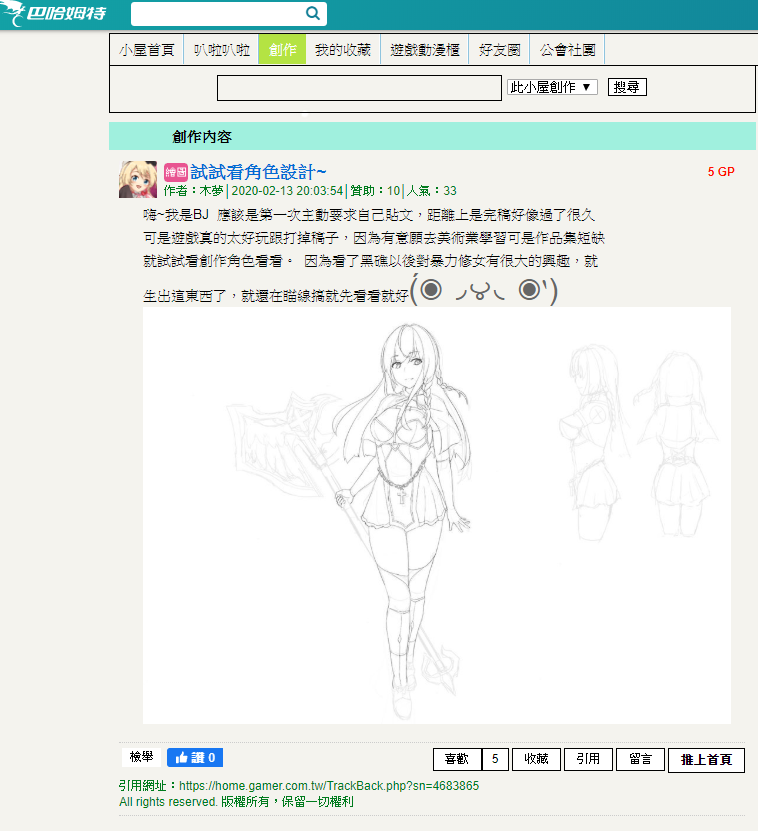 巴哈姆特
小屋首頁 叭啦叭啦 創作 我的收藏 遊戲動漫櫃 好友圈 公會社團
此小屋創作 ▼ 搜尋
創作內容
繪圖 試試看角色設計~ 5 GP
作者：木夢│2020-02-13 20:03:54│贊助：10│人氣：33
嗨~我是BJ 應該是第一次主動要求自己貼文，距離上是完稿好像過了很久
可是遊戲真的太好玩跟打掉稿子，因為有意願去美術業學習可是作品集短缺
就試試看創作角色看看。 因為看了黑礁以後對暴力修女有很大的興趣，就
生出這東西了，就還在瞄線搞就先看看就好(́◉◞౪◟◉‵)
檢舉 讚 0 喜歡 5 收藏 引用 留言 推上首頁
引用網址：https://home.gamer.com.tw/TrackBack.php?sn=4683865
All rights reserved. 版權所有，保留一切權利